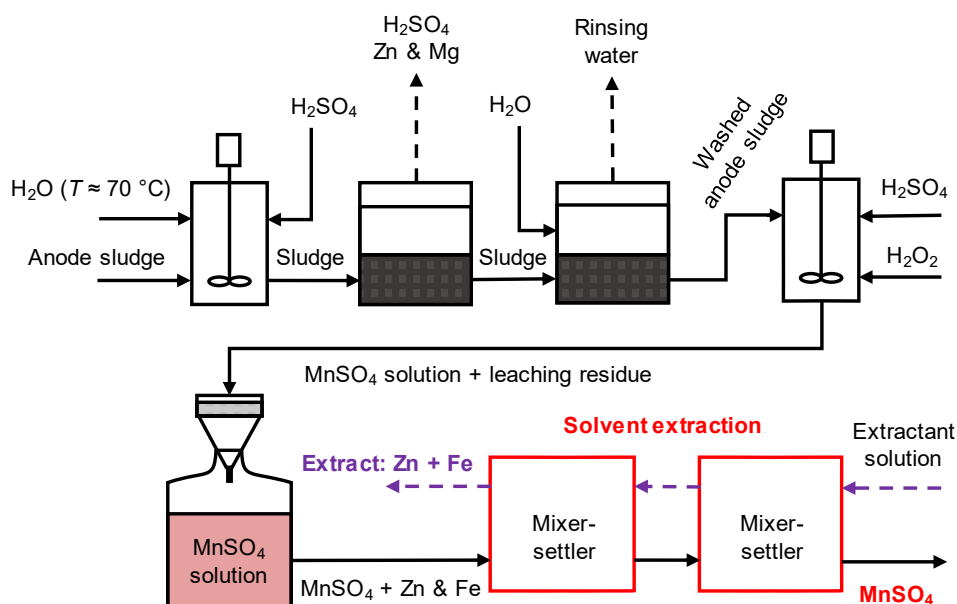 H₂SO₄
Zn & Mg
Rinsing
water
H₂SO₄
H₂O
Washed
anode sludge
H₂O (T ≈ 70 °C)
H₂SO₄
Anode sludge
Sludge
Sludge
H₂O₂
MnSO₄ solution + leaching residue
Solvent extraction
Extractant
solution
Extract: Zn + Fe
Mixer-
settler
Mixer-
settler
MnSO₄
solution
MnSO₄ + Zn & Fe
MnSO₄